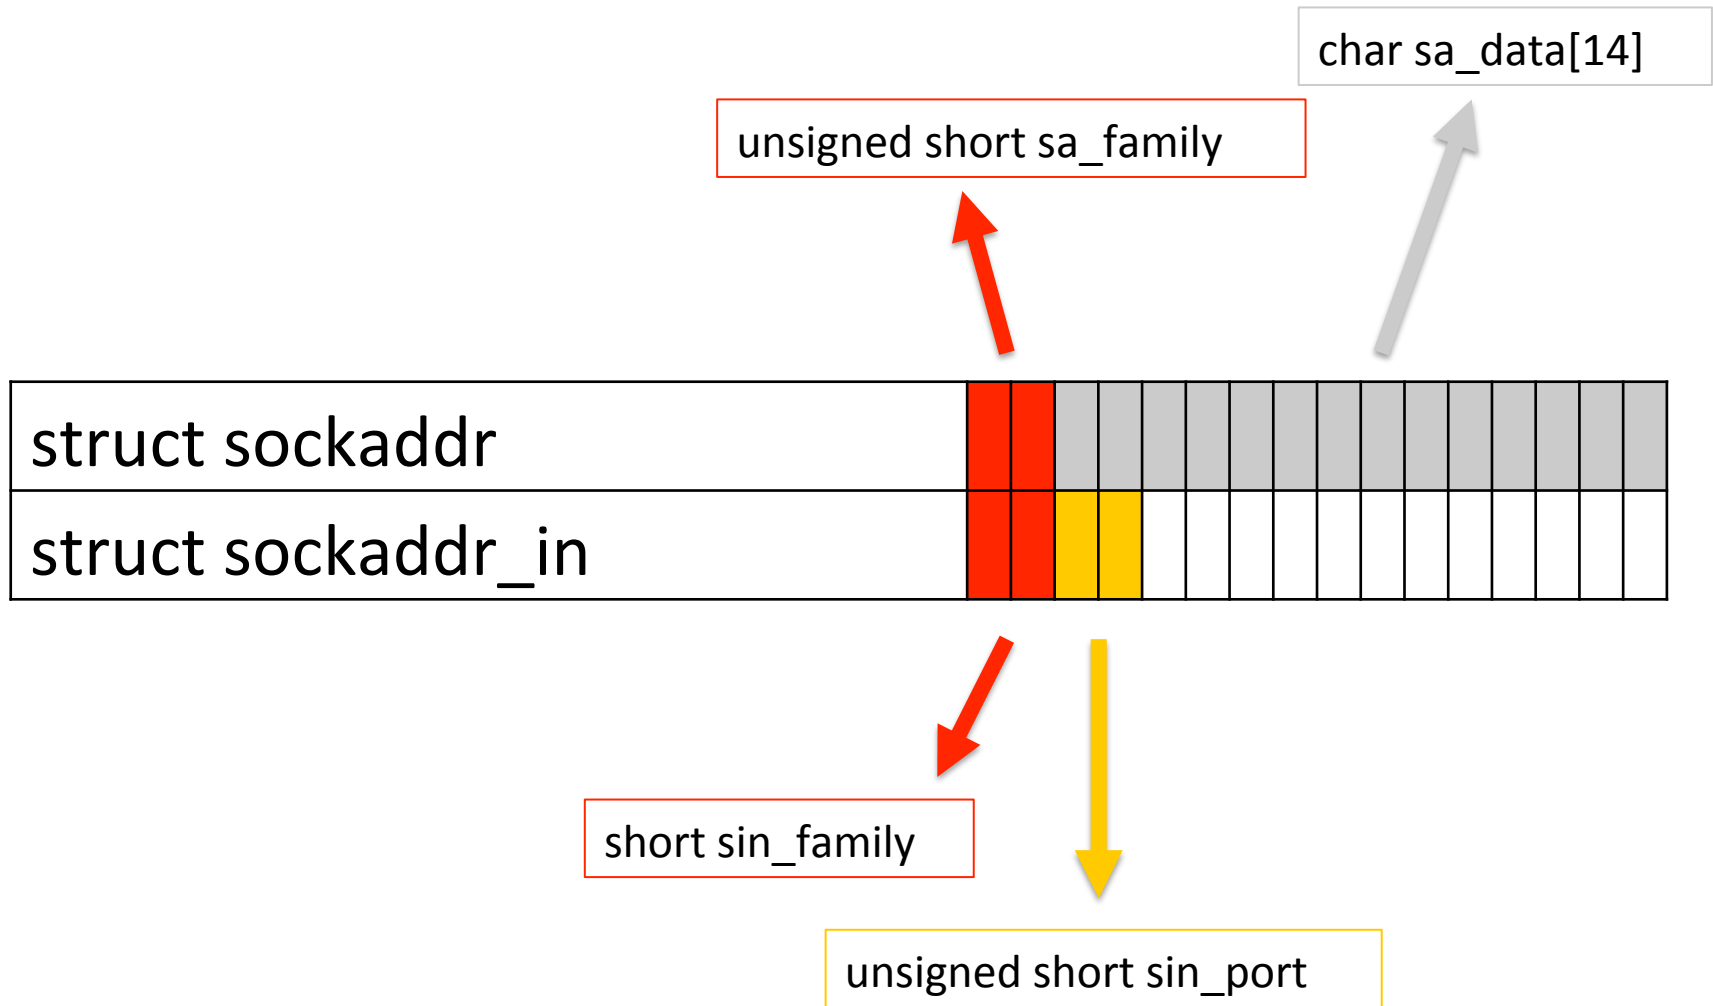 char sa_data[14]
unsigned short sa_family
struct sockaddr
struct sockaddr_in
short sin_family
unsigned short sin_port